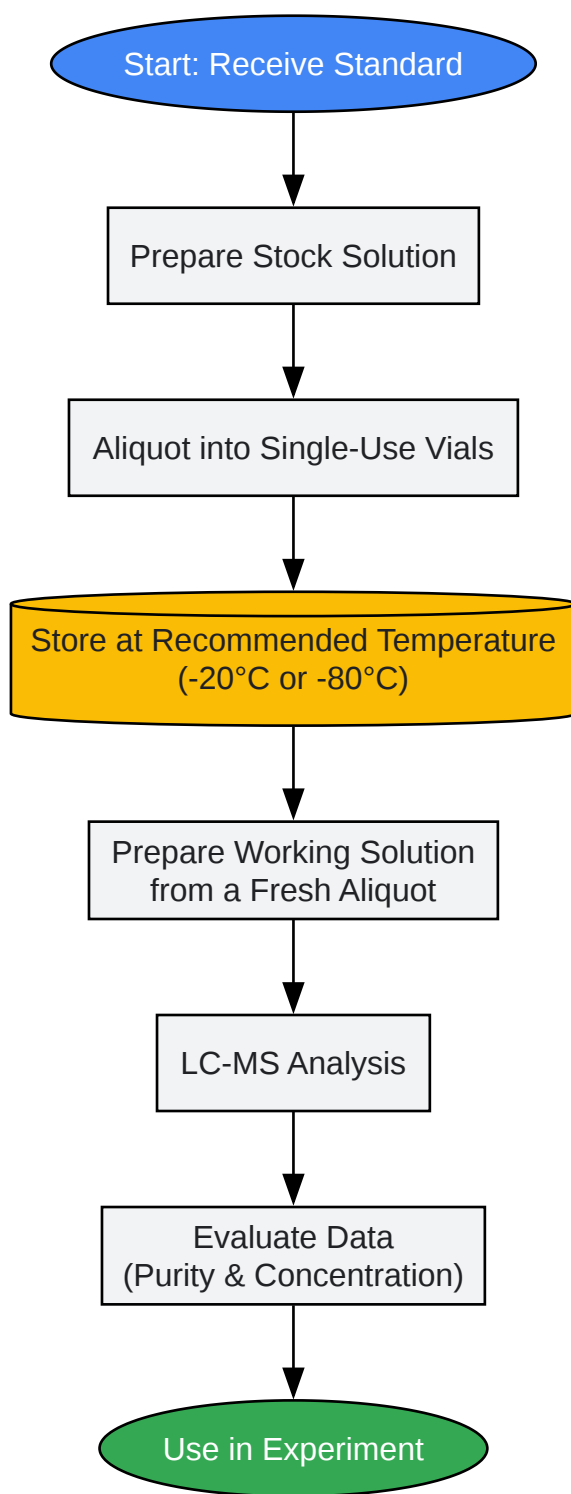 Start: Receive Standard
Prepare Stock Solution
Aliquot into Single-Use Vials
Store at Recommended Temperature
(-20°C or -80°C)
Prepare Working Solution
from a Fresh Aliquot
LC-MS Analysis
Evaluate Data
(Purity & Concentration)
Use in Experiment